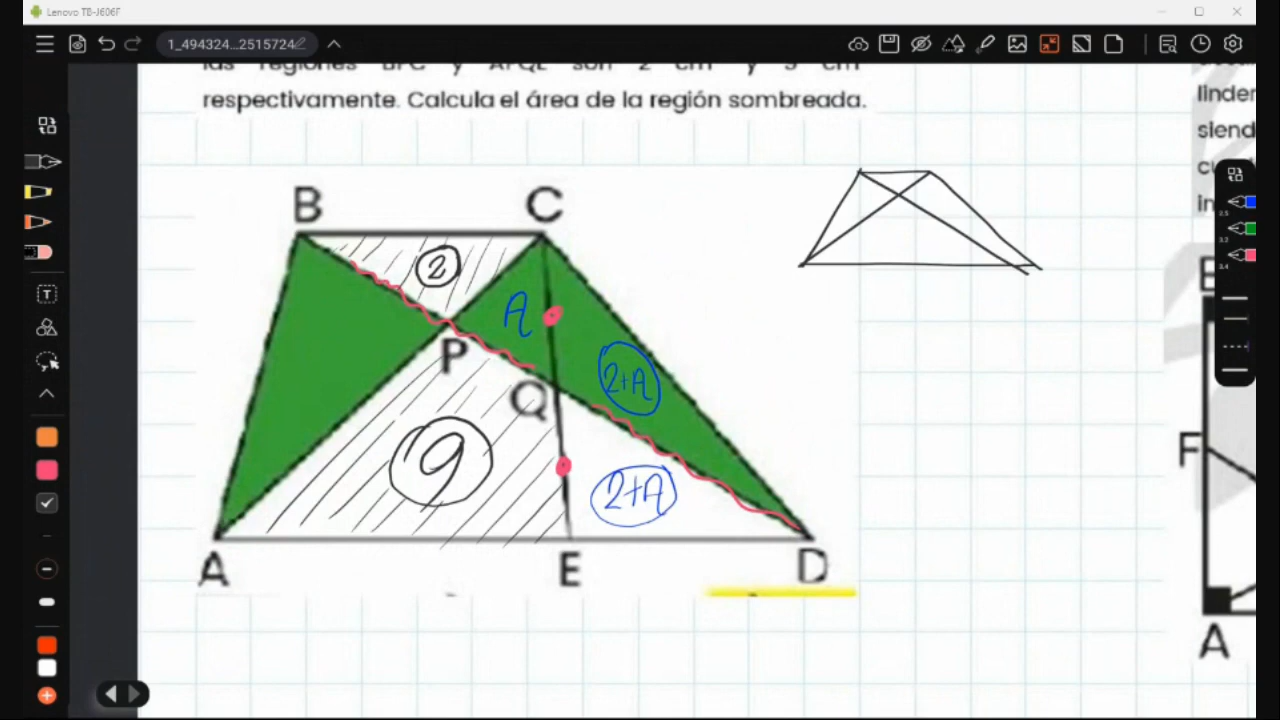 Lenovo TB-J606F
1_494324...2515724
respectivamente. Calcula el área de la región sombreada.
linder
siend
B
C
2
A
P
2+A
Q
9
2+A
F
A
E
D
A